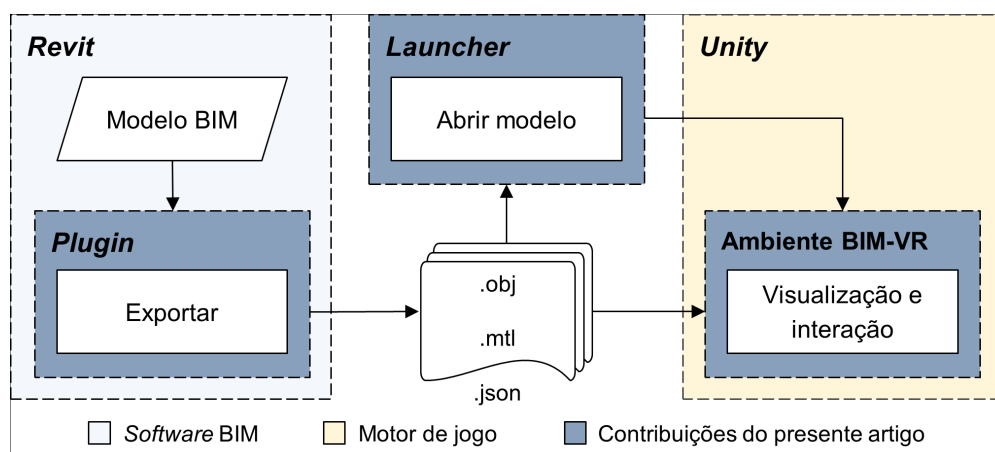 Revit
Modelo BIM
Plugin
Exportar
Launcher
Abrir modelo
.obj
.mtl
.json
Unity
Ambiente BIM-VR
Visualização e
interação
Software BIM
Motor de jogo
Contribuições do presente artigo